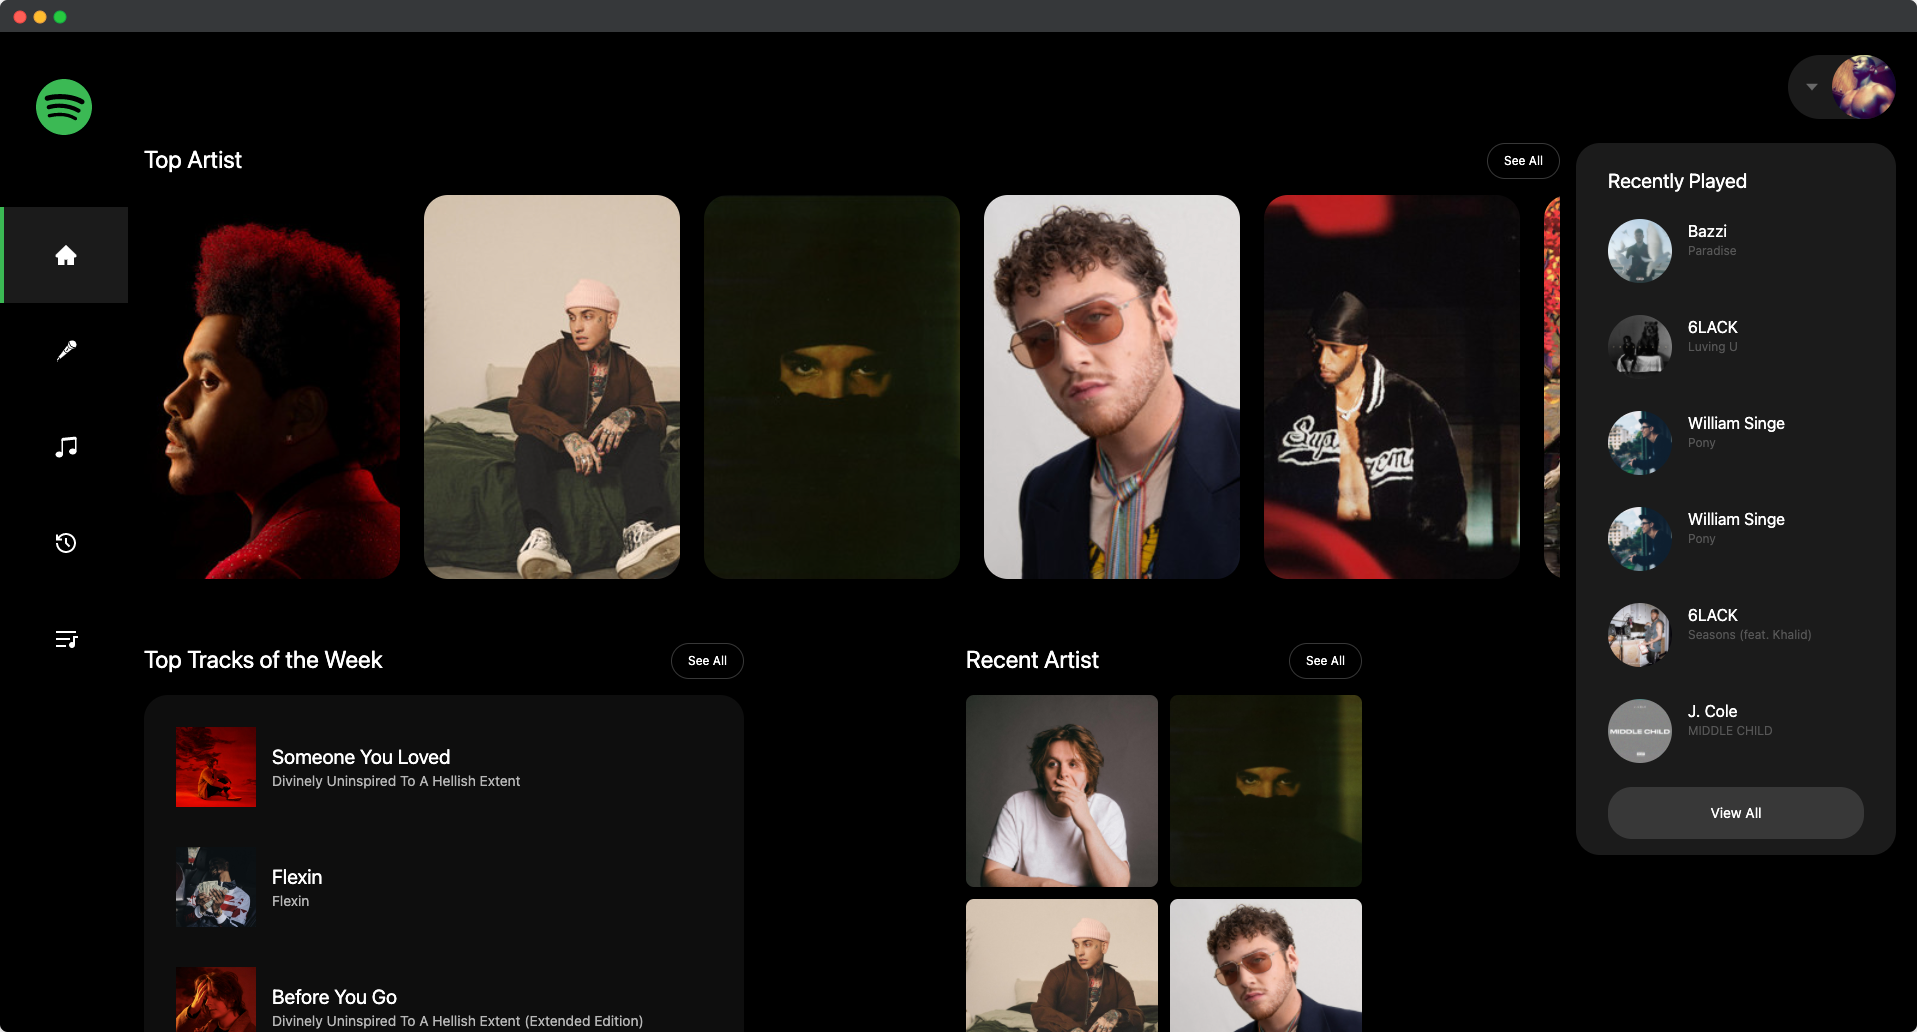 Top Artist
See All
Recently Played
Bazzi
Paradise
6LACK
Luving U
William Singe
Pony
William Singe
Pony
6LACK
Seasons (feat. Khalid)
J. Cole
MIDDLE CHILD
MIDDLE CHILD
View All
Top Tracks of the Week
See All
Someone You Loved
Divinely Uninspired To A Hellish Extent
Flexin
Flexin
Before You Go
Divinely Uninspired To A Hellish Extent (Extended Edition)
Recent Artist
See All